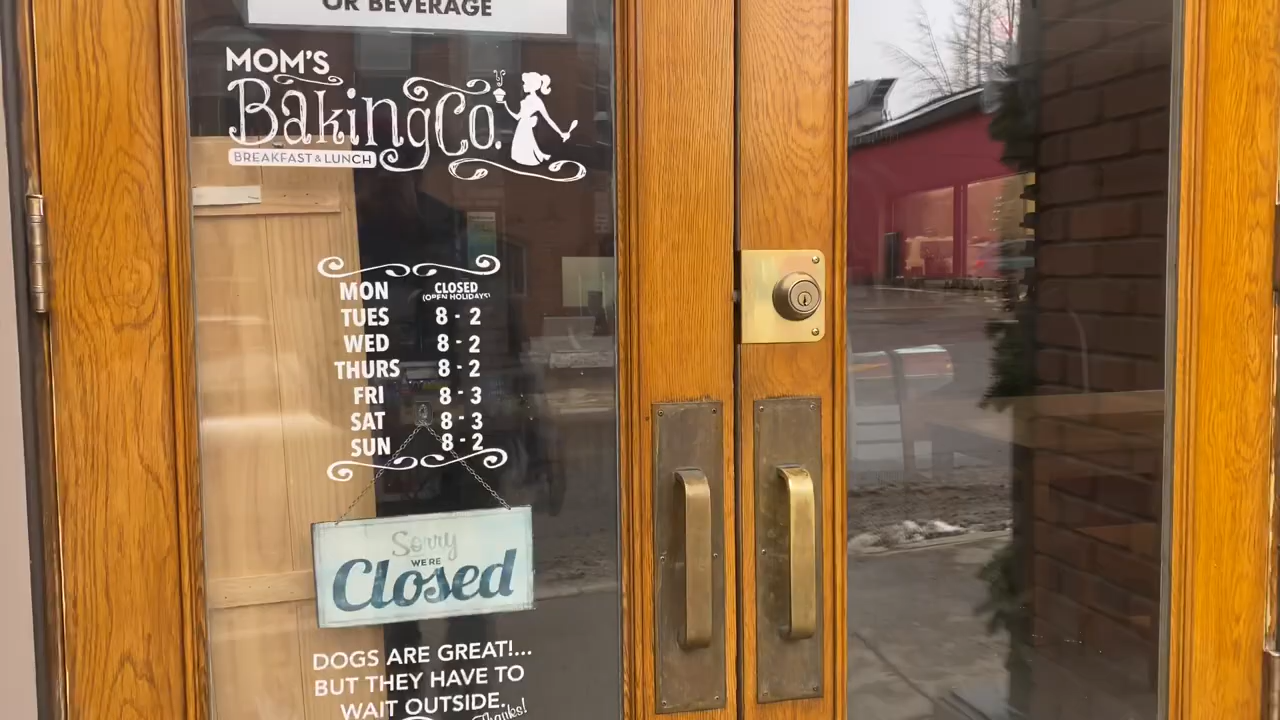 OR BEVERAGE
MOM'S
Baking Co.
BREAKFAST & LUNCH
MON CLOSED
(OPEN HOLIDAYS)
TUES 8 - 2
WED 8 - 2
THURS 8 - 2
FRI 8 - 3
SAT 8 - 3
SUN 8 - 2
Sorry
WE'RE
Closed
DOGS ARE GREAT!...
BUT THEY HAVE TO
WAIT OUTSIDE.
Thanks!